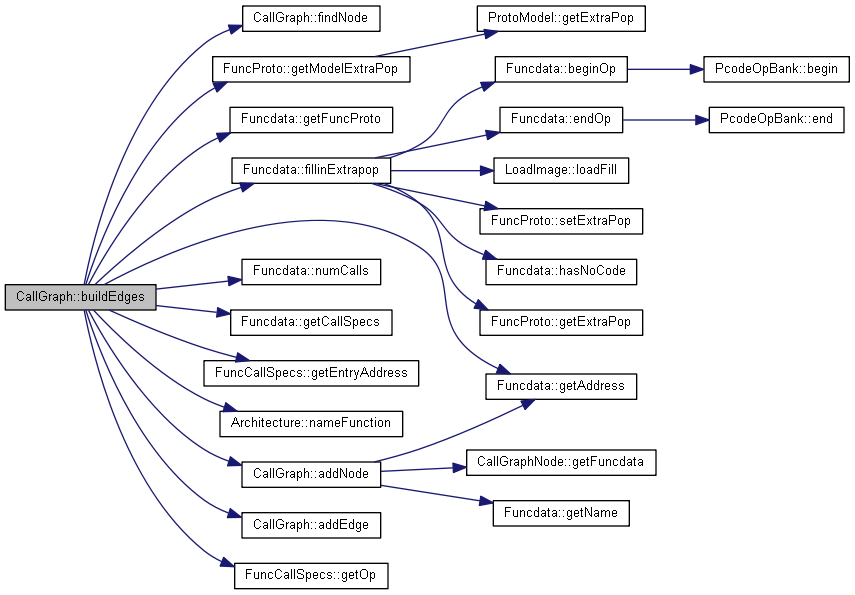 CallGraph::buildEdges
CallGraph::findNode
FuncProto::getModelExtraPop
Funcdata::getFuncProto
Funcdata::fillinExtrapop
Funcdata::numCalls
Funcdata::getCallSpecs
FuncCallSpecs::getEntryAddress
Architecture::nameFunction
CallGraph::addNode
CallGraph::addEdge
FuncCallSpecs::getOp
ProtoModel::getExtraPop
Funcdata::beginOp
Funcdata::endOp
LoadImage::loadFill
FuncProto::setExtraPop
Funcdata::hasNoCode
FuncProto::getExtraPop
Funcdata::getAddress
CallGraphNode::getFuncdata
Funcdata::getName
PcodeOpBank::begin
PcodeOpBank::end